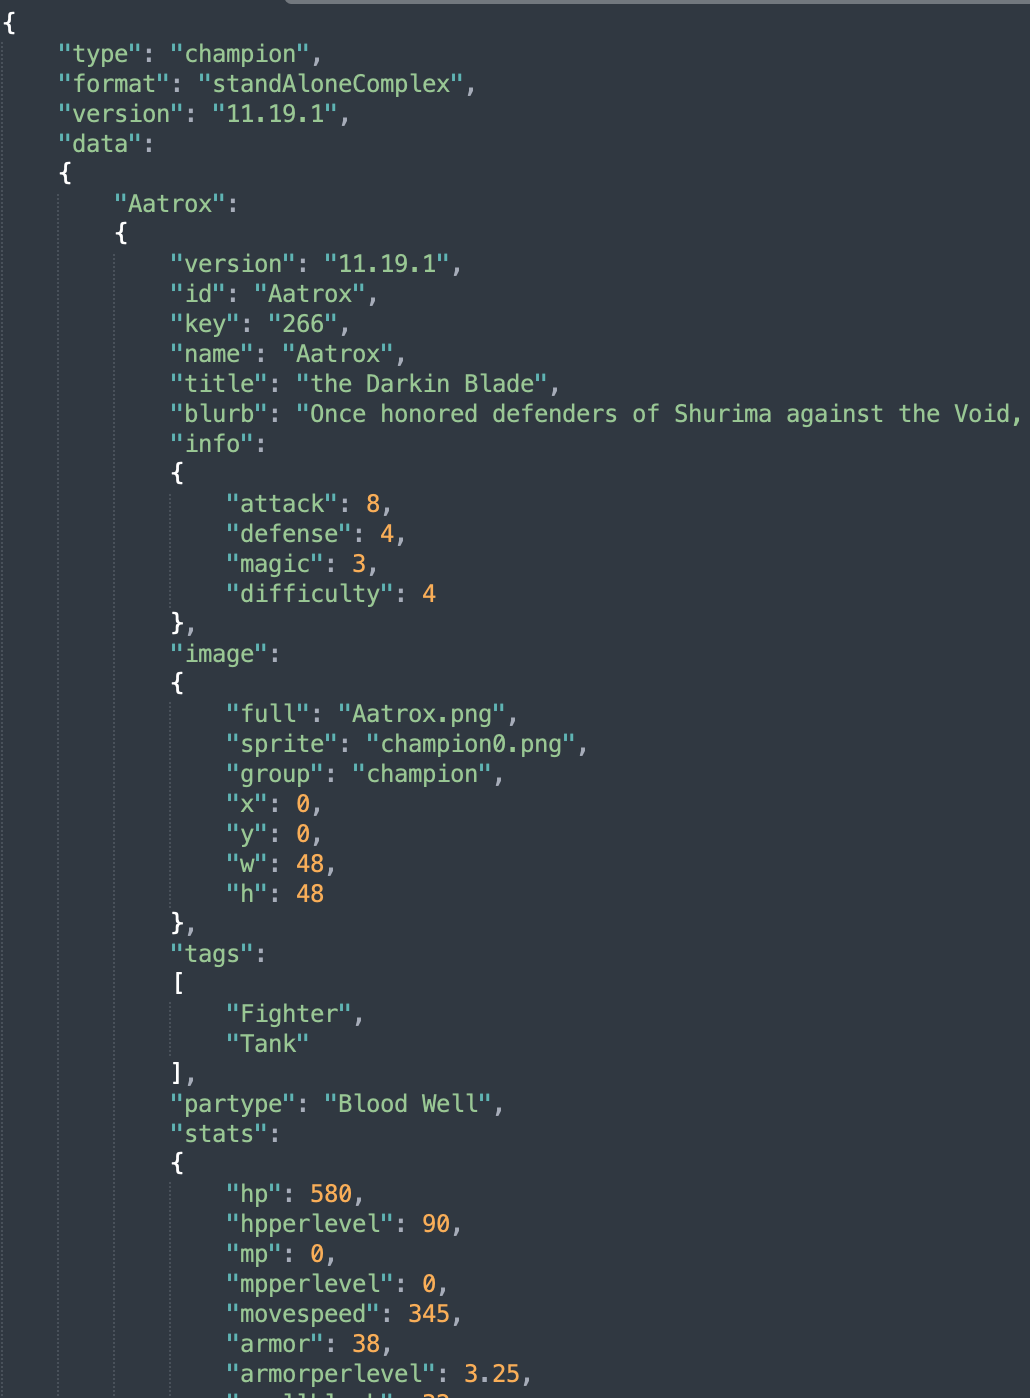 {
    "type": "champion",
    "format": "standAloneComplex",
    "version": "11.19.1",
    "data":
    {
        "Aatrox":
        {
            "version": "11.19.1",
            "id": "Aatrox",
            "key": "266",
            "name": "Aatrox",
            "title": "the Darkin Blade",
            "blurb": "Once honored defenders of Shurima against the Void,
            "info":
            {
                "attack": 8,
                "defense": 4,
                "magic": 3,
                "difficulty": 4
            },
            "image":
            {
                "full": "Aatrox.png",
                "sprite": "champion0.png",
                "group": "champion",
                "x": 0,
                "y": 0,
                "w": 48,
                "h": 48
            },
            "tags":
            [
                "Fighter",
                "Tank"
            ],
            "partype": "Blood Well",
            "stats":
            {
                "hp": 580,
                "hpperlevel": 90,
                "mp": 0,
                "mpperlevel": 0,
                "movespeed": 345,
                "armor": 38,
                "armorperlevel": 3.25,